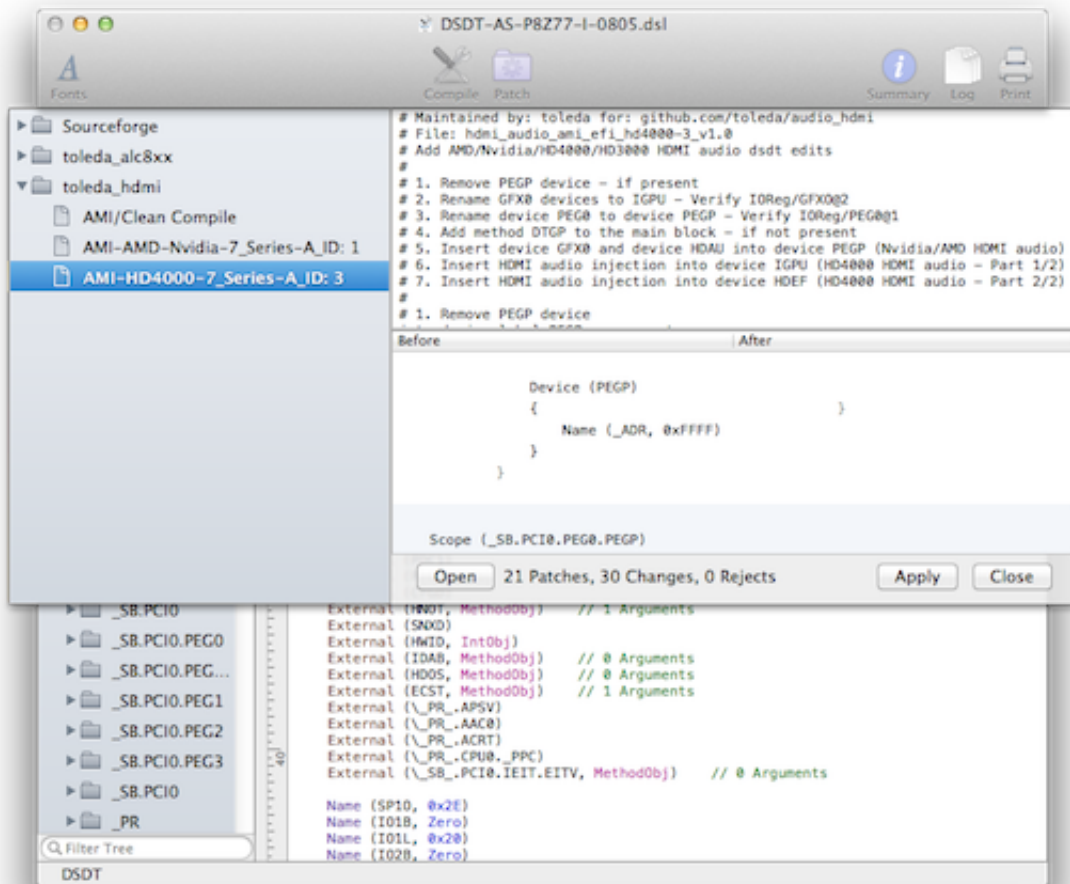 DSDT-AS-P8Z77-I-0805.dsl
Fonts
Compile
Patch
Summary
Log
Print
Sourceforge
toleda_alc8xx
toleda_hdmi
AMI/Clean Compile
AMI-AMD-Nvidia-7_Series-A_ID: 1
AMI-HD4000-7_Series-A_ID: 3
# Maintained by: toleda for: github.com/toleda/audio_hdmi
# File: hdmi_audio_ami_efi_hd4000-3_v1.0
# Add AMD/Nvidia/HD4000/HD3000 HDMI audio dsdt edits
#
# 1. Remove PEGP device - if present
# 2. Rename GFX0 devices to IGPU - Verify IOReg/GFX0@2
# 3. Rename device PEG0 to device PEGP - Verify IOReg/PEG0@1
# 4. Add method DTGP to the main block - if not present
# 5. Insert device GFX0 and device HDAU into device PEGP (Nvidia/AMD HDMI audio)
# 6. Insert HDMI audio injection into device IGPU (HD4000 HDMI audio - Part 1/2)
# 7. Insert HDMI audio injection into device HDEF (HD4000 HDMI audio - Part 2/2)
#
# 1. Remove PEGP device
Before
After
Device (PEGP)
{ }
Name (_ADR, 0xFFFF)
}
}
Scope (_SB.PCI0.PEG0.PEGP)
Open
21 Patches, 30 Changes, 0 Rejects
Apply
Close
_SB.PCI0
_SB.PCI0.PEG0
_SB.PCI0.PEG...
_SB.PCI0.PEG1
_SB.PCI0.PEG2
_SB.PCI0.PEG3
_SB.PCI0
_PR
Filter Tree
40
External (HNOT, MethodObj) // 1 Arguments
External (SNXD)
External (HWID, IntObj)
External (IDAB, MethodObj) // 0 Arguments
External (HDOS, MethodObj) // 0 Arguments
External (ECST, MethodObj) // 1 Arguments
External (\_PR_.APSV)
External (\_PR_.AAC0)
External (\_PR_.ACRT)
External (\_PR_.CPU0._PPC)
External (\_SB_.PCI0.IEIT.EITV, MethodObj) // 0 Arguments
Name (SP1O, 0x2E)
Name (IO1B, Zero)
Name (IO1L, 0x20)
Name (IO2B, Zero)
DSDT